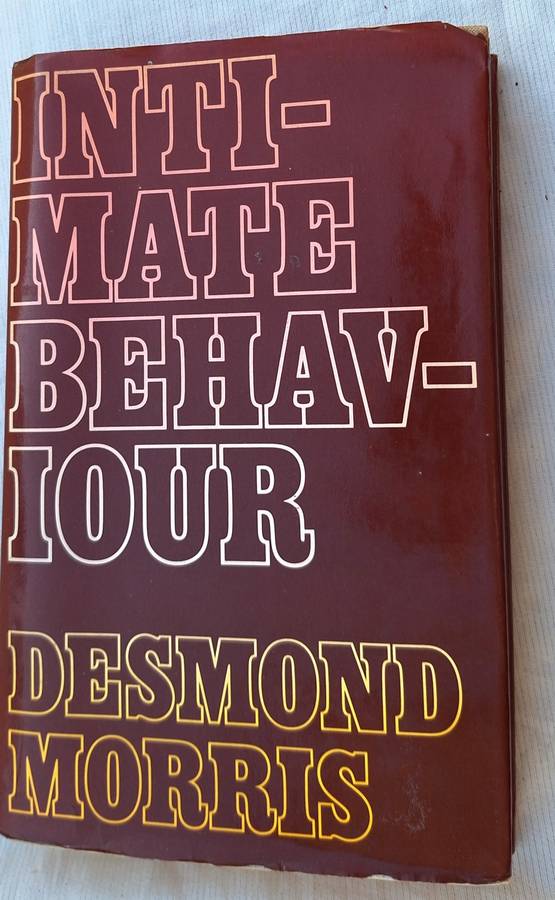 INTI-
MATE
BEHAV-
IOUR
DESMOND
MORRIS